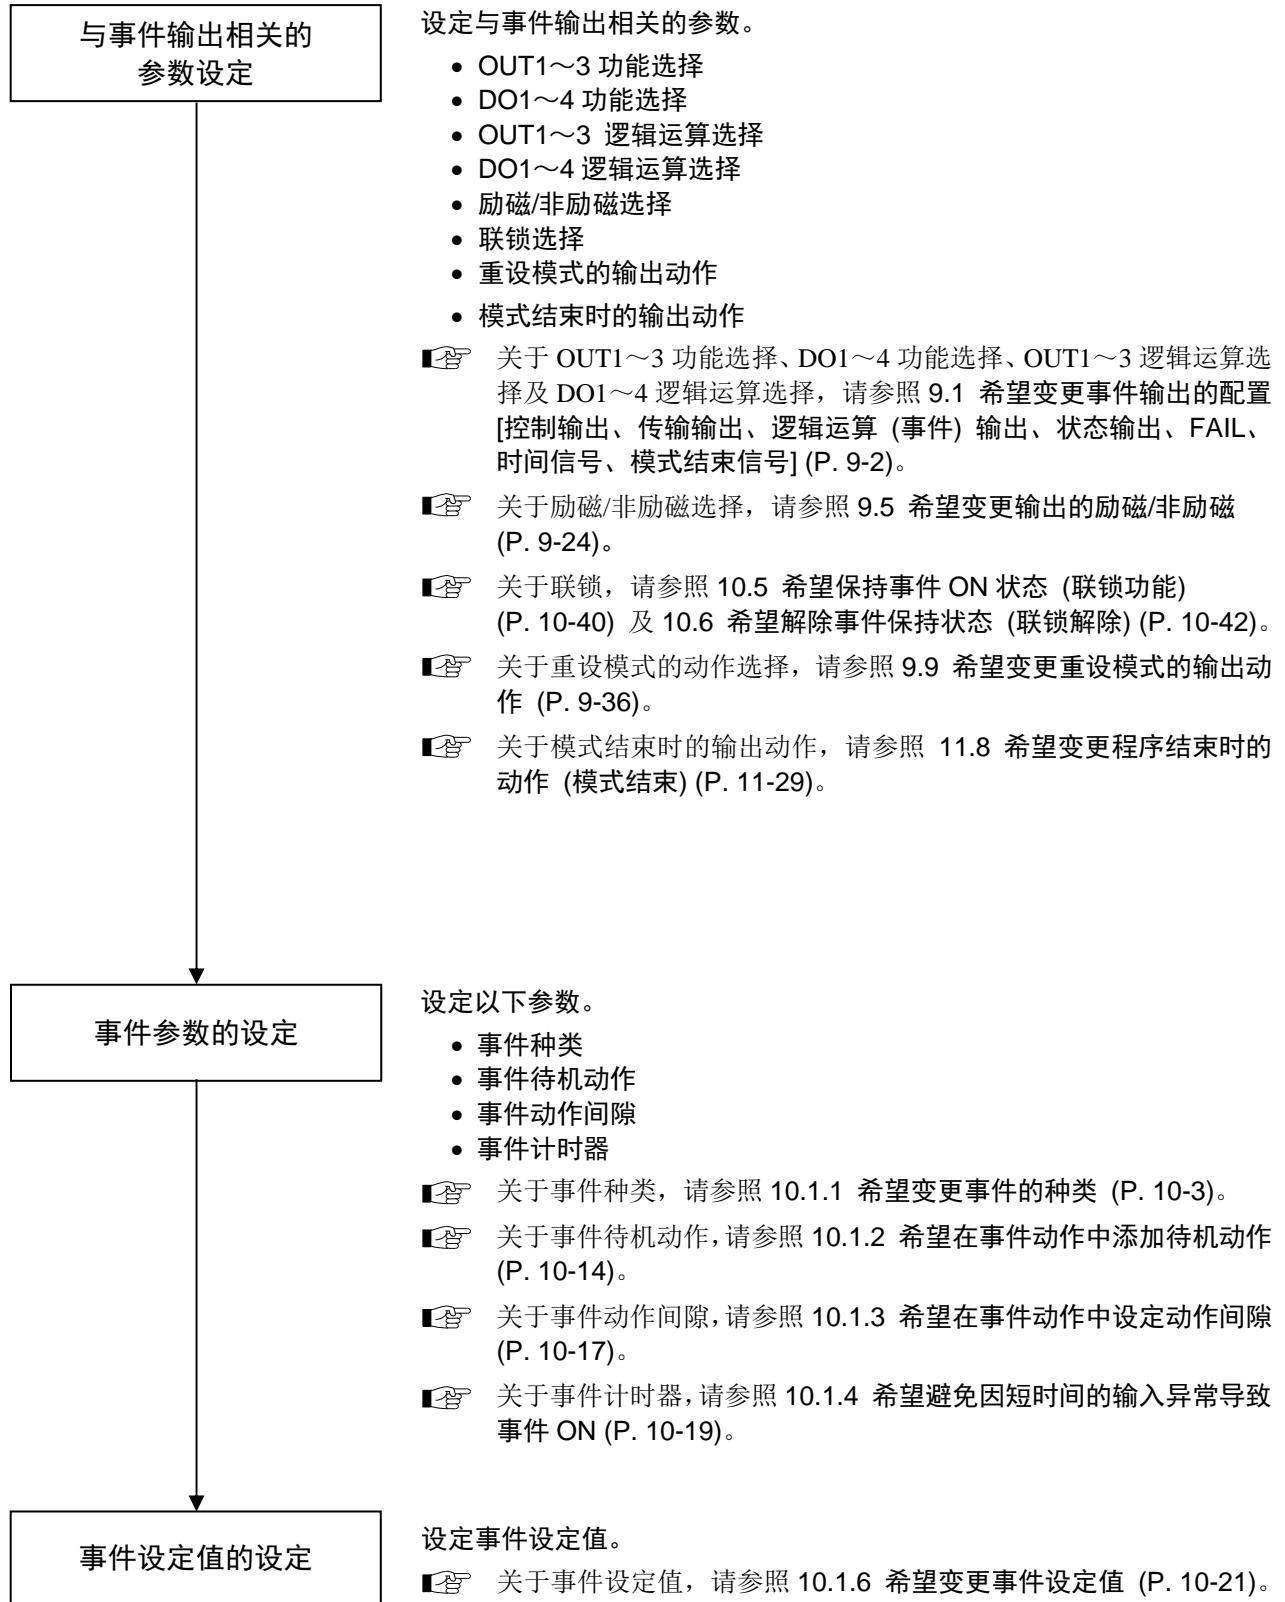 与事件输出相关的
参数设定
设定与事件输出相关的参数。
• OUT1～3 功能选择
• DO1～4 功能选择
• OUT1～3 逻辑运算选择
• DO1～4 逻辑运算选择
• 励磁/非励磁选择
• 联锁选择
• 重设模式的输出动作
• 模式结束时的输出动作
关于 OUT1～3 功能选择、DO1～4 功能选择、OUT1～3 逻辑运算选
择及 DO1～4 逻辑运算选择，请参照 9.1 希望变更事件输出的配置
[控制输出、传输输出、逻辑运算 (事件) 输出、状态输出、FAIL、
时间信号、模式结束信号] (P. 9-2)。
关于励磁/非励磁选择，请参照 9.5 希望变更输出的励磁/非励磁
(P. 9-24)。
关于联锁，请参照 10.5 希望保持事件 ON 状态 (联锁功能)
(P. 10-40) 及 10.6 希望解除事件保持状态 (联锁解除) (P. 10-42)。
关于重设模式的动作选择，请参照 9.9 希望变更重设模式的输出动
作 (P. 9-36)。
关于模式结束时的输出动作，请参照 11.8 希望变更程序结束时的
动作 (模式结束) (P. 11-29)。
事件参数的设定
设定以下参数。
• 事件种类
• 事件待机动作
• 事件动作间隙
• 事件计时器
关于事件种类，请参照 10.1.1 希望变更事件的种类 (P. 10-3)。
关于事件待机动作，请参照 10.1.2 希望在事件动作中添加待机动作
(P. 10-14)。
关于事件动作间隙，请参照 10.1.3 希望在事件动作中设定动作间隙
(P. 10-17)。
关于事件计时器，请参照 10.1.4 希望避免因短时间的输入异常导致
事件 ON (P. 10-19)。
事件设定值的设定
设定事件设定值。
关于事件设定值，请参照 10.1.6 希望变更事件设定值 (P. 10-21)。